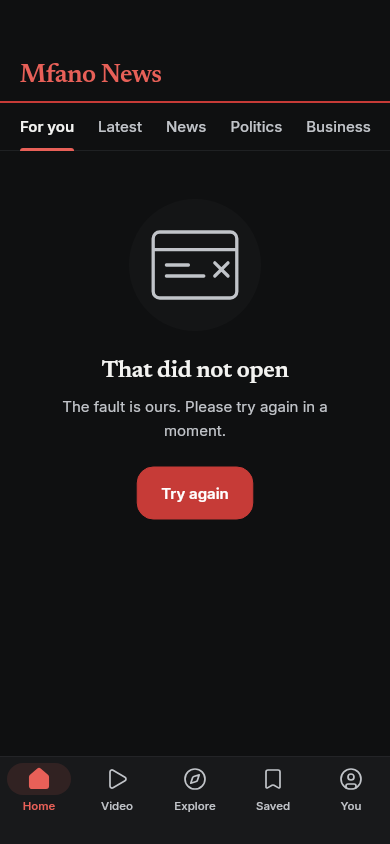 Mfano News
For you
Latest
News
Politics
Business
That did not open
The fault is ours. Please try again in a
moment.
Try again
Home
Video
Explore
Saved
You